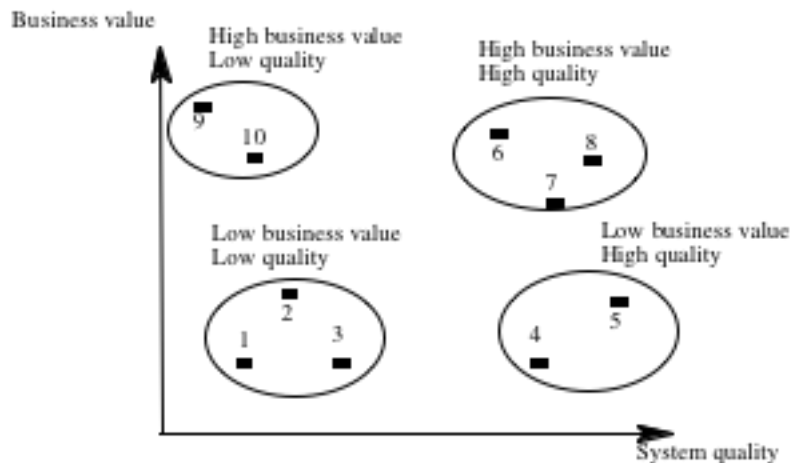 Business value
High business value
Low quality
High business value
High quality
9
10
6
8
7
Low business value
Low quality
Low business value
High quality
2
1
3
5
4
System quality